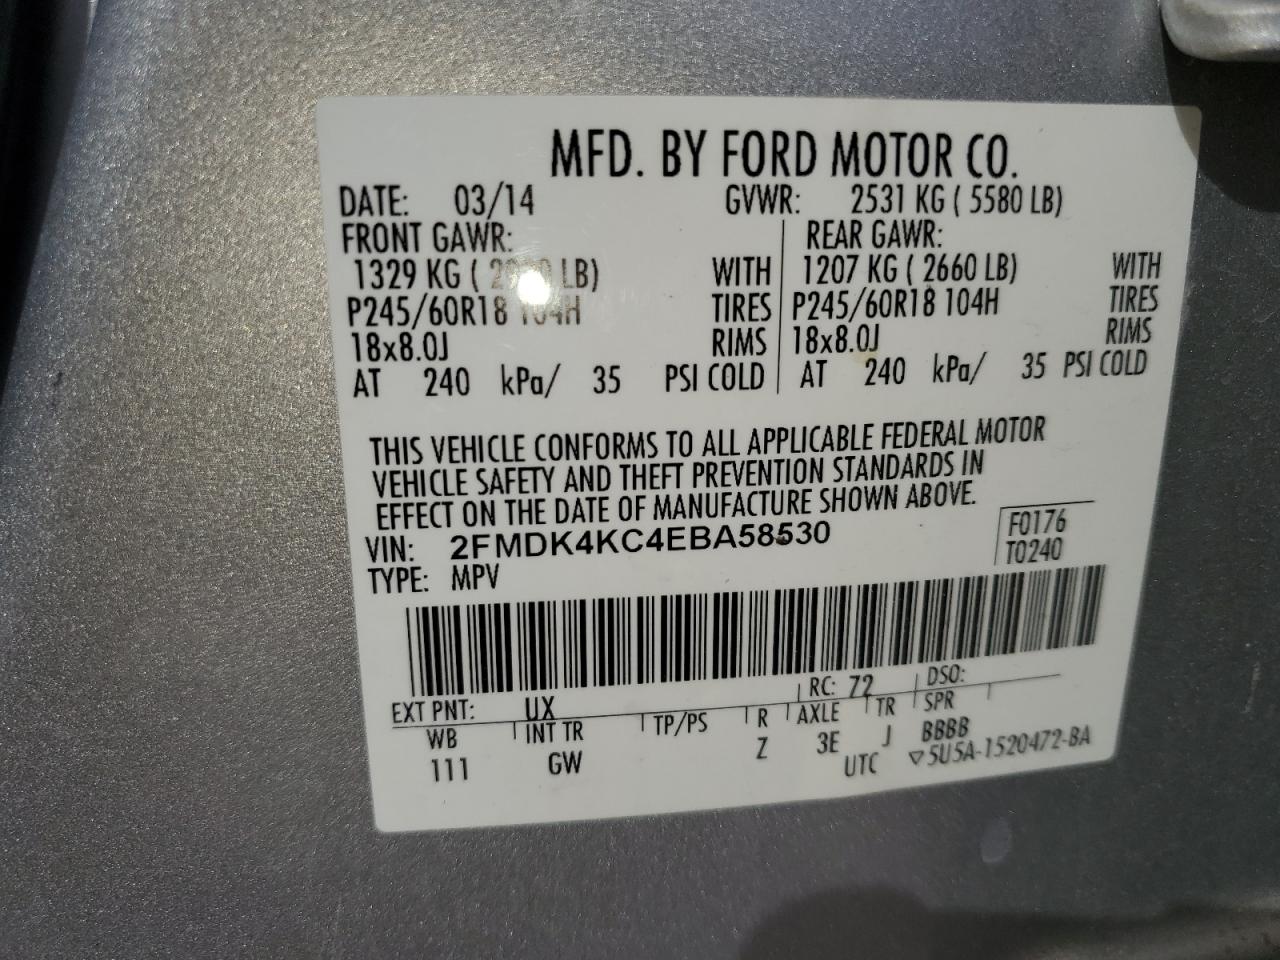 MFD. BY FORD MOTOR CO.
DATE: 03/14 GVWR: 2531 KG ( 5580 LB)
FRONT GAWR: REAR GAWR:
1329 KG ( LB) WITH 1207 KG ( 2660 LB) WITH
P245/60R18 104H TIRES P245/60R18 104H TIRES
18x8.0J RIMS 18x8.0J RIMS
AT 240 kPa/ 35 PSI COLD AT 240 kPa/ 35 PSI COLD
THIS VEHICLE CONFORMS TO ALL APPLICABLE FEDERAL MOTOR
VEHICLE SAFETY AND THEFT PREVENTION STANDARDS IN
EFFECT ON THE DATE OF MANUFACTURE SHOWN ABOVE.
VIN: 2FMDK4KC4EBA58530 F0176
TYPE: MPV T0240
EXT PNT: UX RC: 72 DSO:
WB INT TR TP/PS R AXLE TR SPR
111 GW Z 3E J BBBB
UTC ▽5U5A-1520472-BA